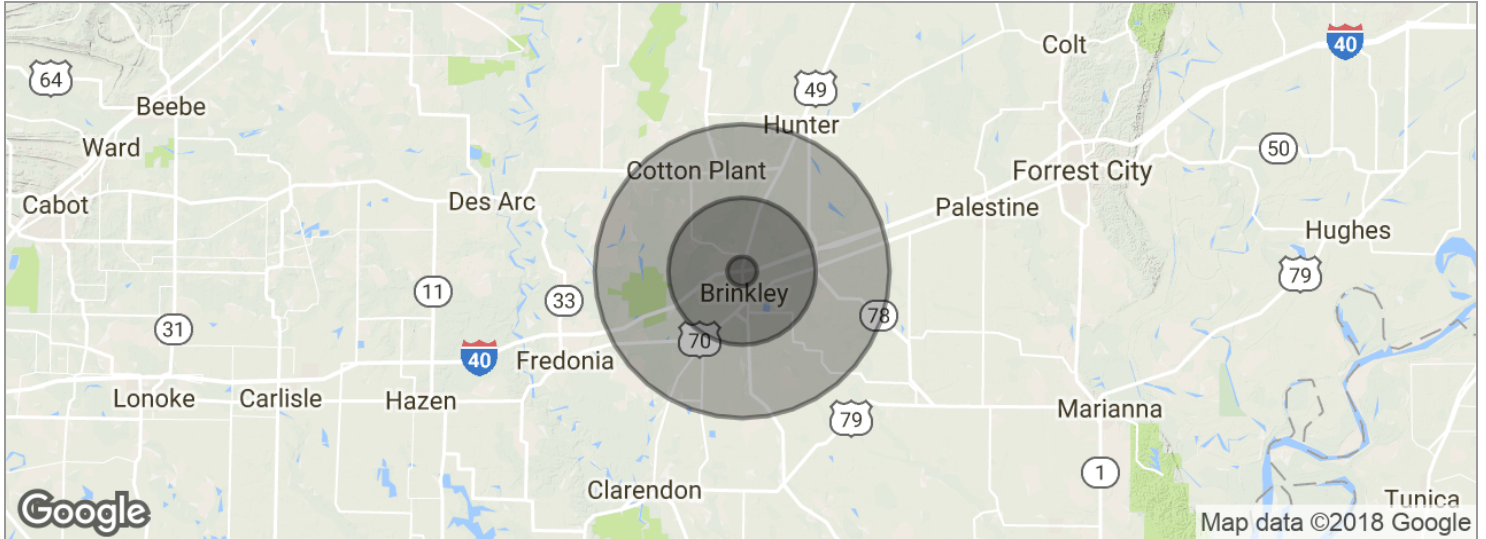 Colt
40
64
49
Beebe
Hunter
Ward
50
Cotton Plant
Forrest City
Des Arc
Cabot
Palestine
Hughes
79
Brinkley
11
33
78
31
70
40
Fredonia
Lonoke
Carlisle
Hazen
Marianna
79
1
Clarendon
Tunica
Google
Map data ©2018 Google